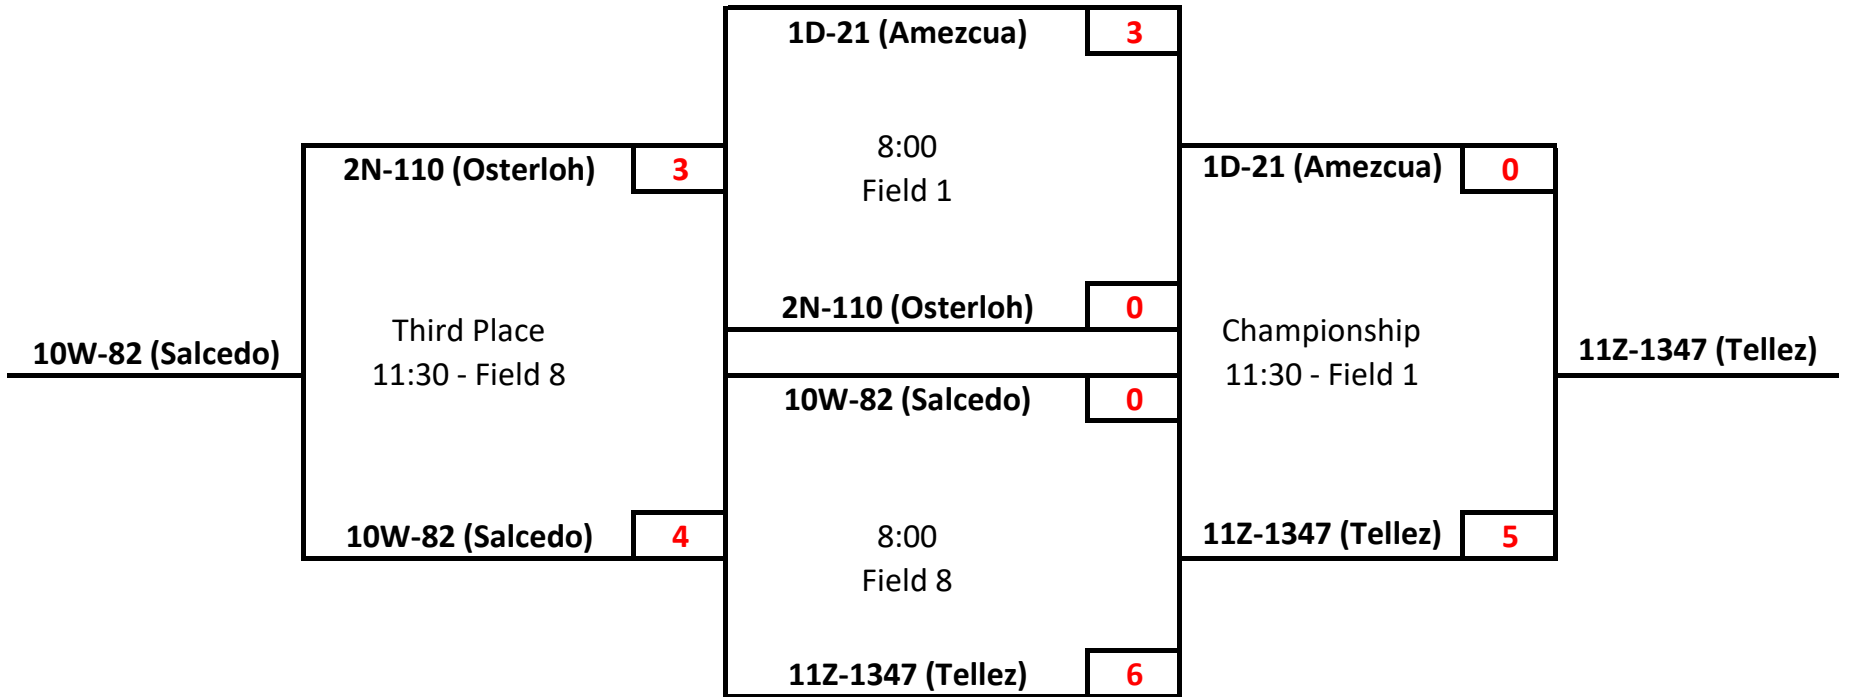 1D-21 (Amezcua) 3
8:00
Field 1
2N-110 (Osterloh) 3
1D-21 (Amezcua) 0
2N-110 (Osterloh) 0
Third Place
11:30 - Field 8
Championship
11:30 - Field 1
10W-82 (Salcedo)
11Z-1347 (Tellez)
10W-82 (Salcedo) 0
10W-82 (Salcedo) 4
8:00
Field 8
11Z-1347 (Tellez) 5
11Z-1347 (Tellez) 6